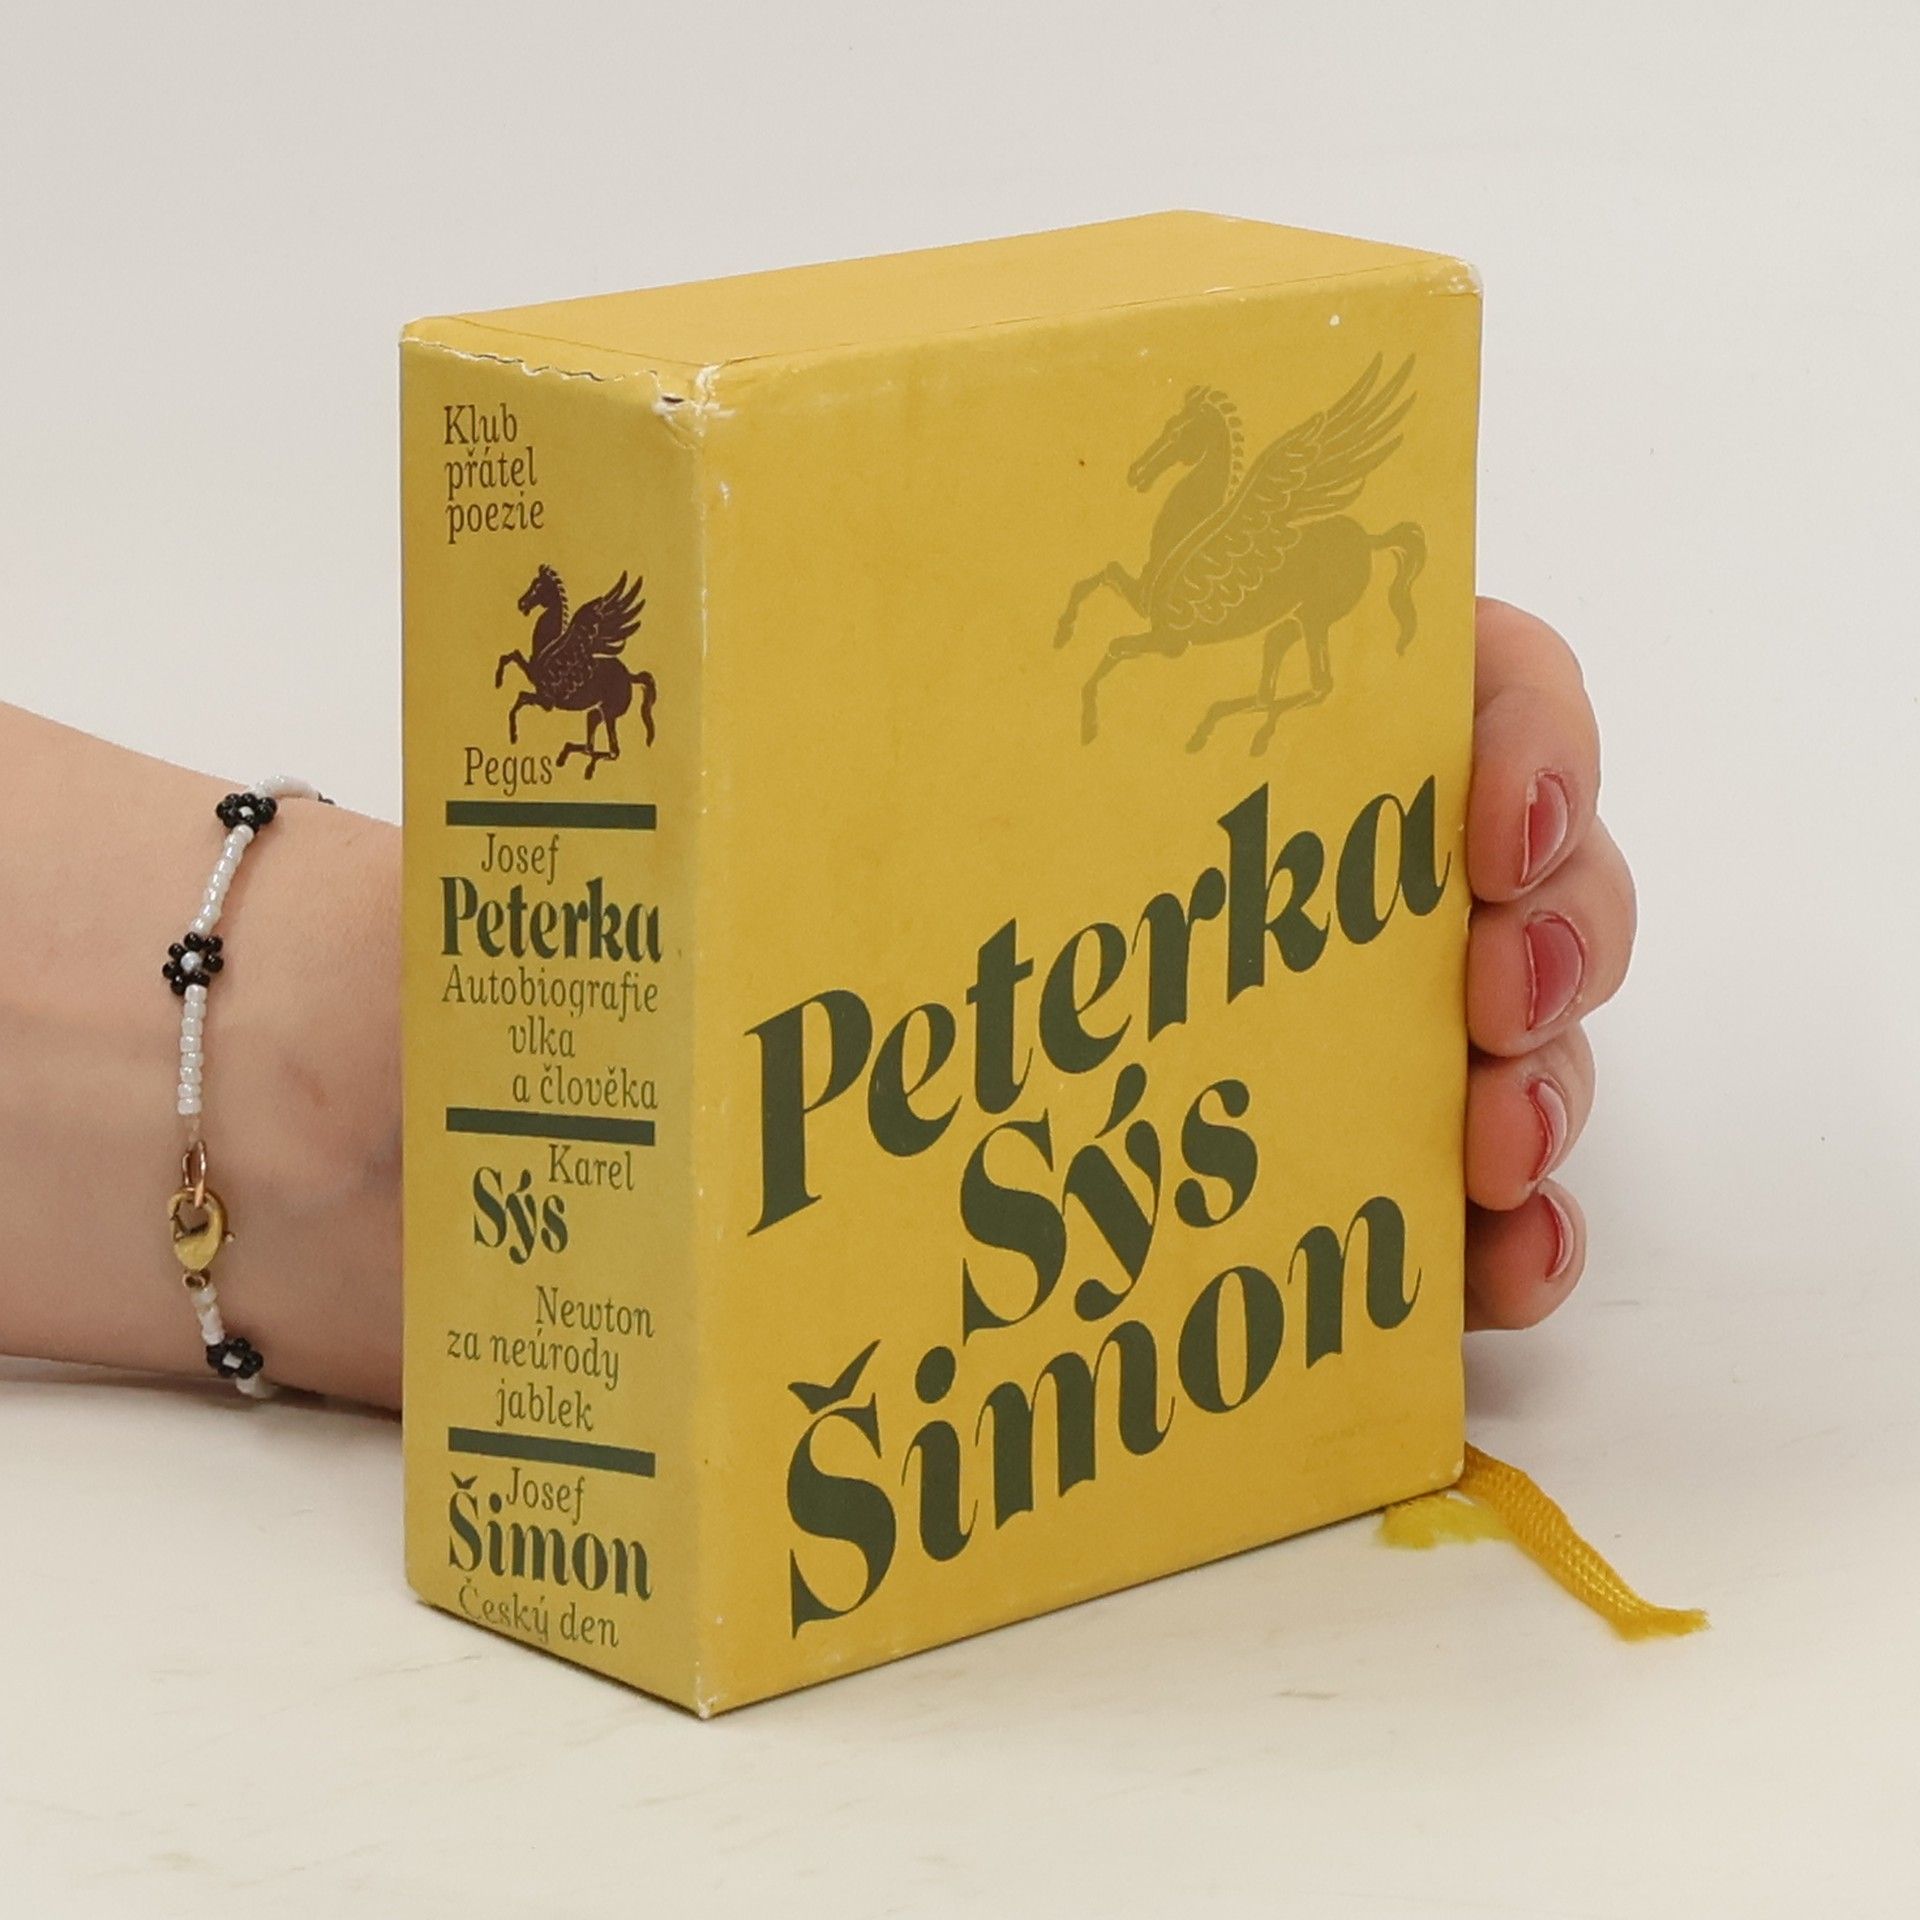 Klub
přátel
poezie
Pegas
Josef
Peterka
Autobiografie
vlka
a člověka
Karel
Sýs
Newton
za neúrody
jablek
Josef
Šimon
Český den
Peterka
Sýs
Šimon